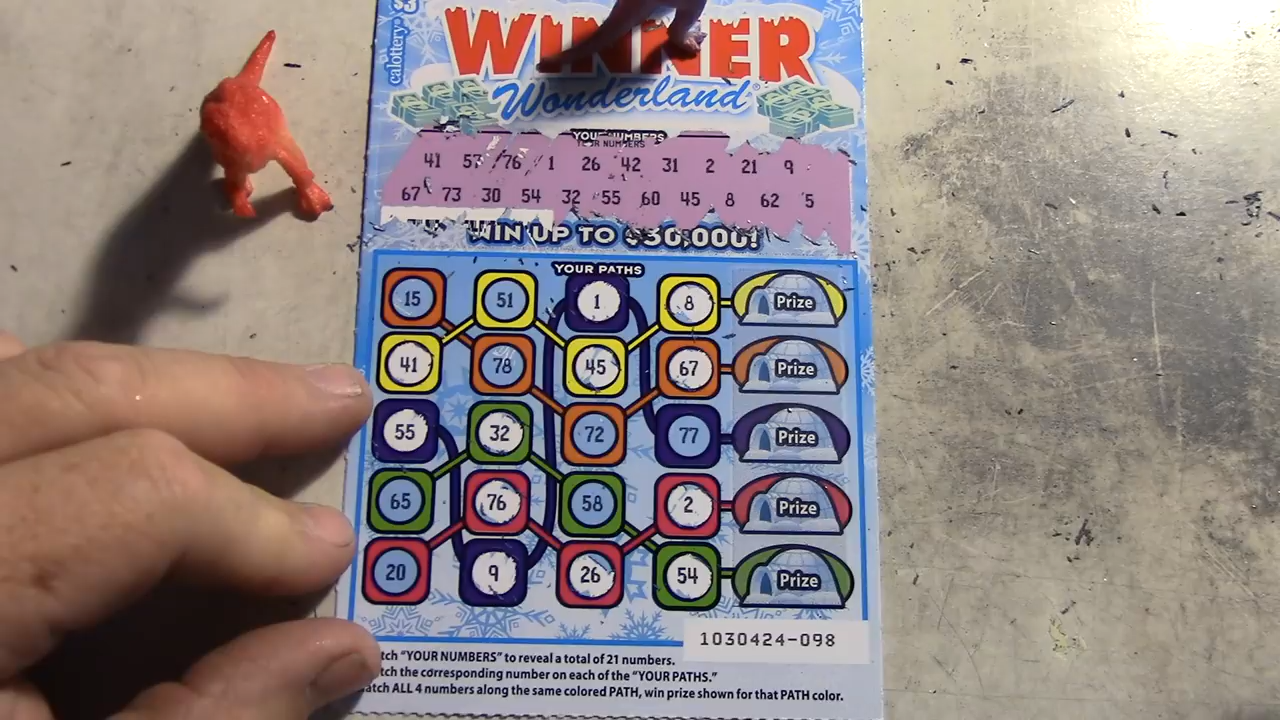 $3
calottery
WINNER
Wonderland®
YOUR NUMBERS
YOUR NUMBERS
41 57 76 1 26 42 31 2 21 9
67 73 30 54 32 55 60 45 8 62 5
WIN UP TO $30,000!
YOUR PATHS
15 51 1 8 Prize
41 78 45 67 Prize
55 32 72 77 Prize
65 76 58 2 Prize
20 9 26 54 Prize
1030424-098
"YOUR NUMBERS" to reveal a total of 21 numbers.
the corresponding number on each of the "YOUR PATHS."
ALL 4 numbers along the same colored PATH, win prize shown for that PATH color.